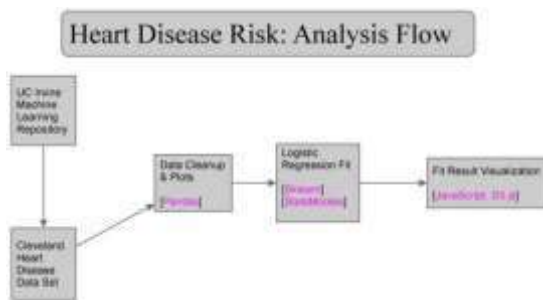 Heart Disease Risk: Analysis Flow
UC Irvine
Machine
Learning
Repository
Cleveland
Heart
Disease
Data Set
Data Cleanup
& Plots
[Pandas]
Logistic
Regression Fit
[StatsModels]
Fit Result Visualization
[JavaScript, D3.js]